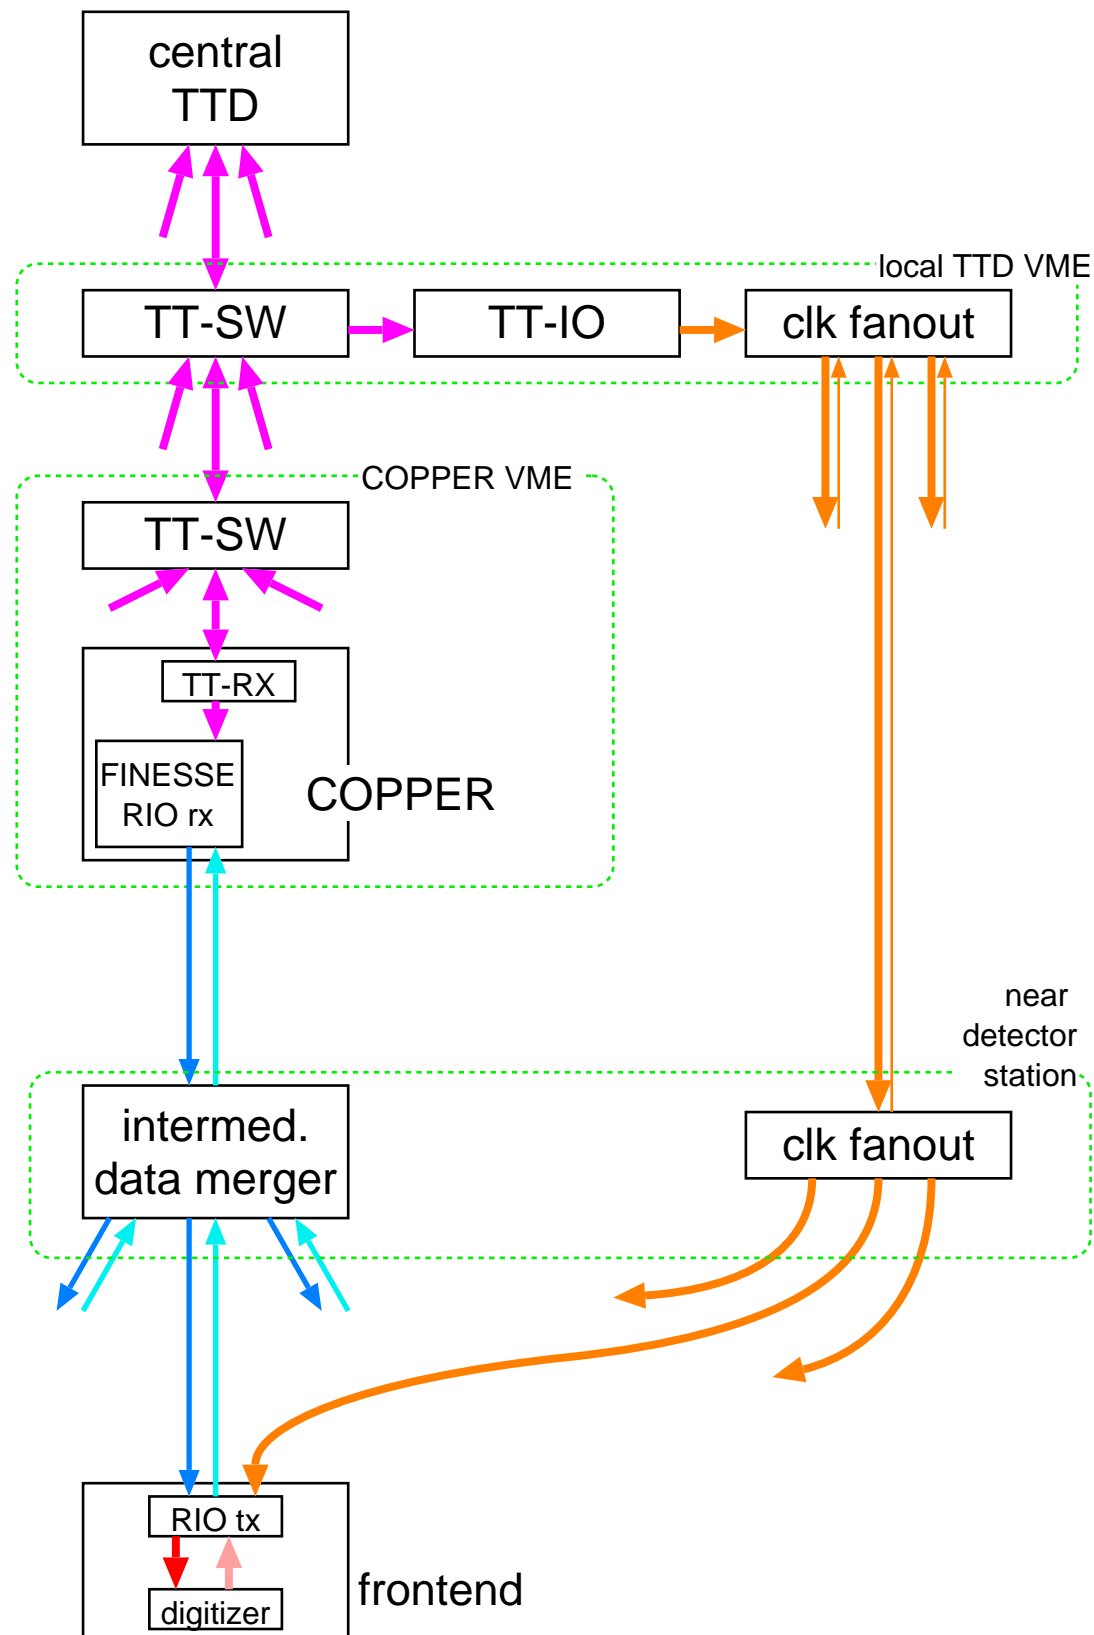 central
TTD
local TTD VME
TT-SW
TT-IO
clk fanout
COPPER VME
TT-SW
TT-RX
FINESSE
RIO rx
COPPER
near
detector
station
intermed.
data merger
clk fanout
RIO tx
frontend
digitizer